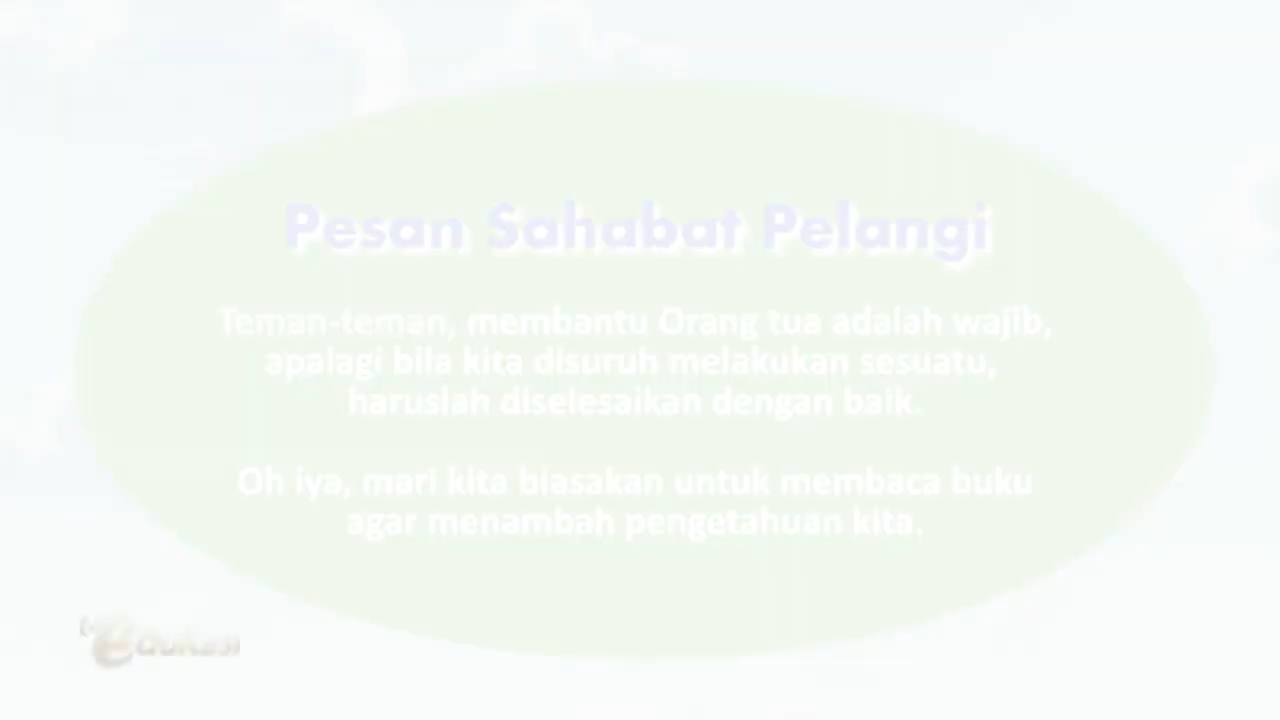 Pesan Sahabat Pelangi
Teman-teman, membantu Orang tua adalah wajib,
apalagi bila kita disuruh melakukan sesuatu,
haruslah diselesaikan dengan baik.
Oh iya, mari kita biasakan untuk membaca buku
agar menambah pengetahuan kita.
edukasi